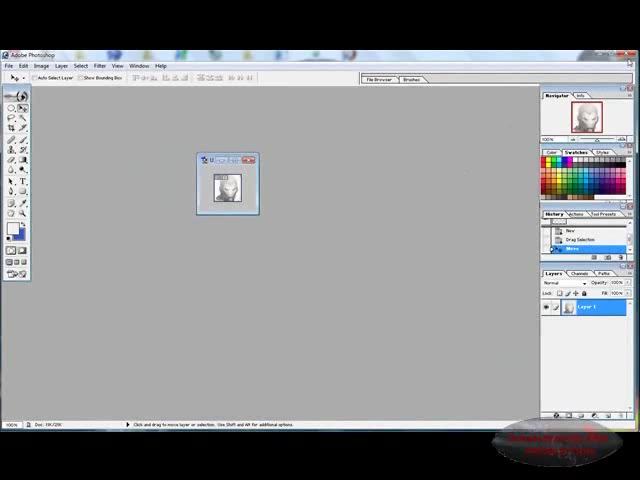 Adobe Photoshop
File Edit Image Layer Select Filter View Window Help
Auto Select Layer Show Bounding Box File Browser Brushes
Navigator Info
100%
Color Swatches Styles
History Actions Tool Presets
New
Drag Selection
Move
Layers Channels Paths
Normal Opacity: 100%
Lock: Fill: 100%
Layer 1
100% Doc: Click and drag to move layer or selection. Use Shift and Alt for additional options.